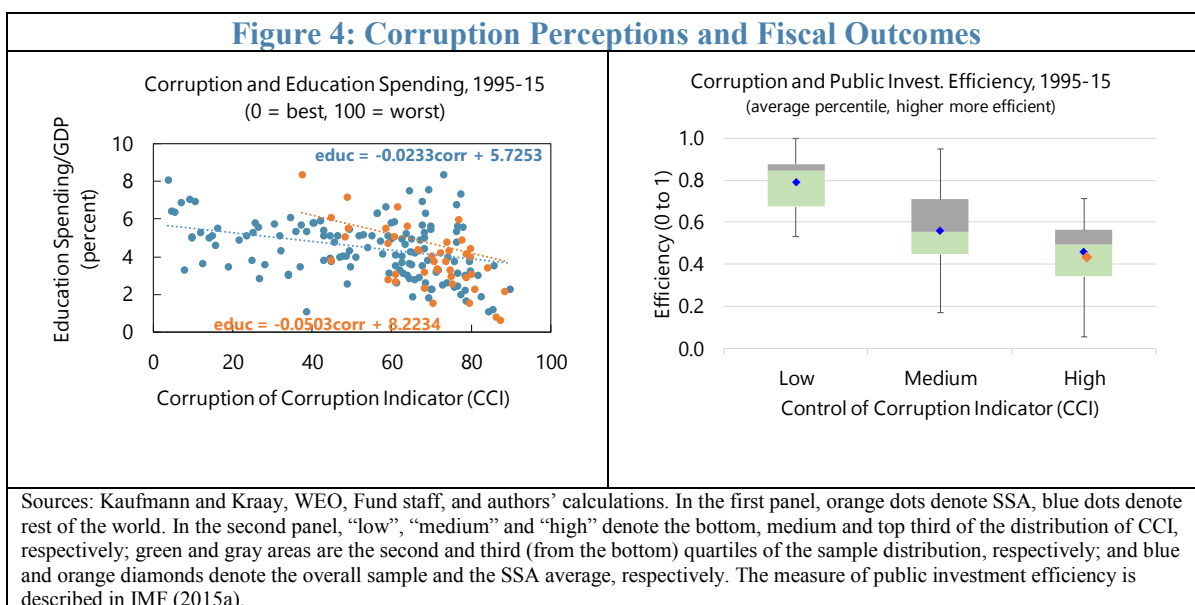 Figure 4: Corruption Perceptions and Fiscal Outcomes
Corruption and Education Spending, 1995-15
(0 = best, 100 = worst)
Education Spending/GDP
(percent)
10
8
6
4
2
0
educ = -0.0233corr + 5.7253
educ = -0.0503corr + 8.2234
0 20 40 60 80 100
Corruption of Corruption Indicator (CCI)
Corruption and Public Invest. Efficiency, 1995-15
(average percentile, higher more efficient)
Efficiency (0 to 1)
1.0
0.8
0.6
0.4
0.2
0.0
Low Medium High
Control of Corruption Indicator (CCI)
Sources: Kaufmann and Kraay, WEO, Fund staff, and authors' calculations. In the first panel, orange dots denote SSA, blue dots denote
rest of the world. In the second panel, "low", "medium" and "high" denote the bottom, medium and top third of the distribution of CCI,
respectively; green and gray areas are the second and third (from the bottom) quartiles of the sample distribution, respectively; and blue
and orange diamonds denote the overall sample and the SSA average, respectively. The measure of public investment efficiency is
described in IMF (2015a).